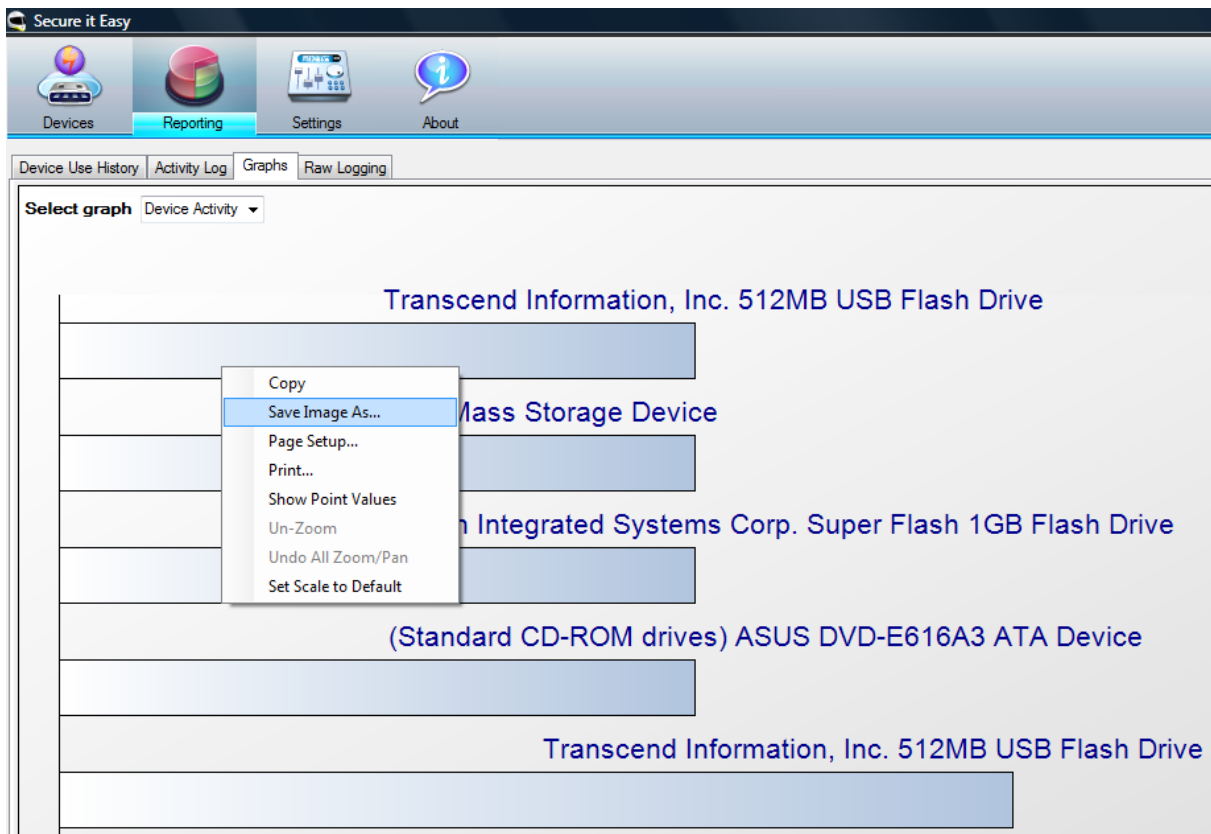 Secure it Easy
Devices Reporting Settings About
Device Use History Activity Log Graphs Raw Logging
Select graph Device Activity
Transcend Information, Inc. 512MB USB Flash Drive
Copy
Save Image As...
Mass Storage Device
Page Setup...
Print...
Show Point Values
Un-Zoom
Integrated Systems Corp. Super Flash 1GB Flash Drive
Undo All Zoom/Pan
Set Scale to Default
(Standard CD-ROM drives) ASUS DVD-E616A3 ATA Device
Transcend Information, Inc. 512MB USB Flash Drive